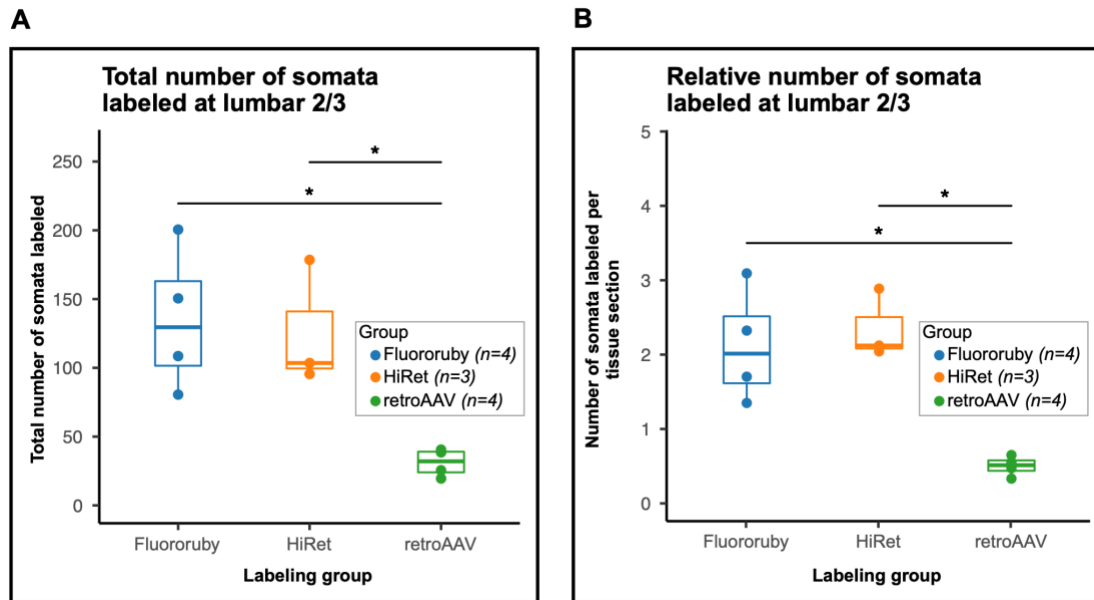 A
Total number of somata
labeled at lumbar 2/3
Total number of somata labeled
250
200
150
100
50
0
*
*
Group
Fluororuby (n=4)
HiRet (n=3)
retroAAV (n=4)
Fluororuby
HiRet
retroAAV
Labeling group
B
Relative number of somata
labeled at lumbar 2/3
Number of somata labeled per
tissue section
5
4
3
2
1
0
*
*
Group
Fluororuby (n=4)
HiRet (n=3)
retroAAV (n=4)
Fluororuby
HiRet
retroAAV
Labeling group